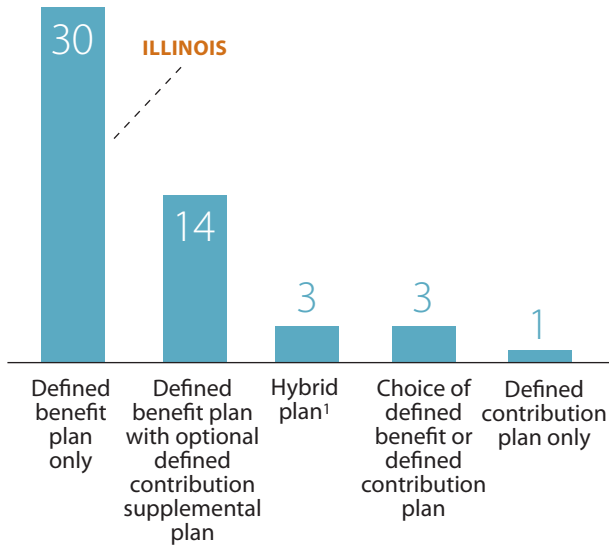 30
ILLINOIS
14
3
3
1
Defined
benefit
plan
only
Defined
benefit plan
with optional
defined
contribution
supplemental
plan
Hybrid
plan1
Choice of
defined
benefit or
defined
contribution
plan
Defined
contribution
plan only